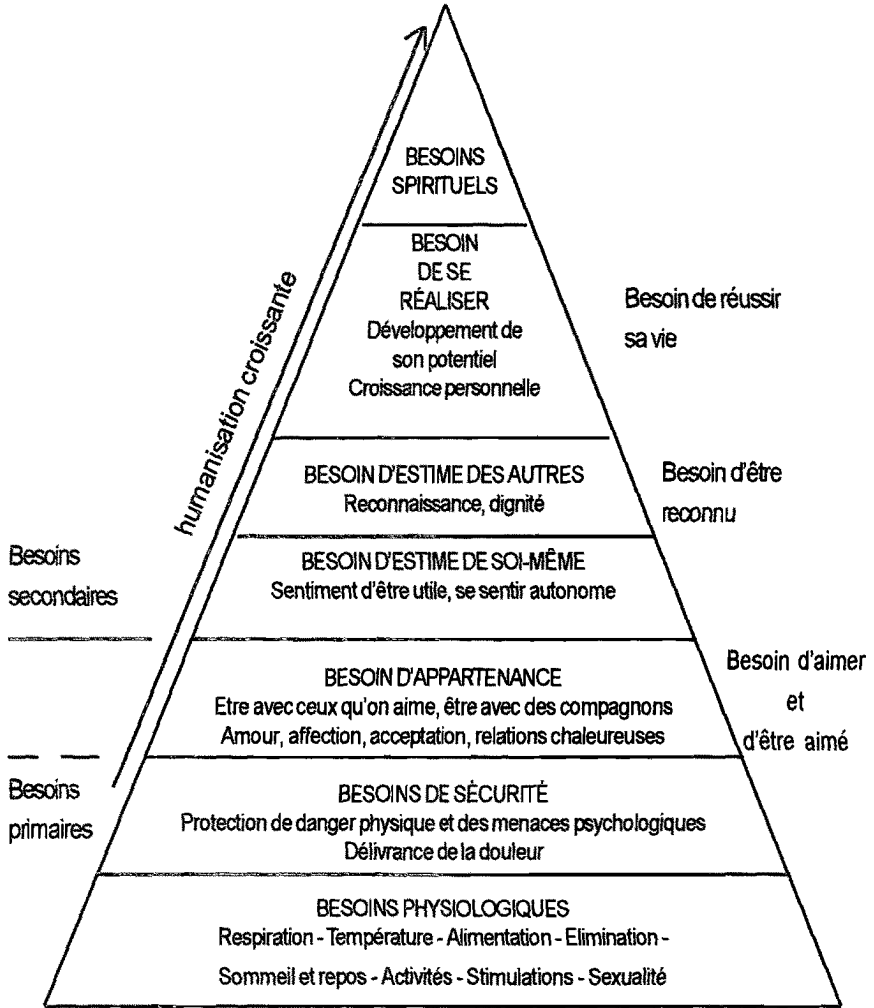 BESOINS
SPIRITUELS
BESOIN
DE SE
RÉALISER
Développement de
son potentiel
Croissance personnelle
Besoin de réussir
sa vie
humanisation croissante
BESOIN D'ESTIME DES AUTRES
Reconnaissance, dignité
Besoin d'être
reconnu
BESOIN D'ESTIME DE SOI-MÊME
Sentiment d'être utile, se sentir autonome
Besoins
secondaires
BESOIN D'APPARTENANCE
Etre avec ceux qu'on aime, être avec des compagnons
Amour, affection, acceptation, relations chaleureuses
Besoin d'aimer
et
d'être aimé
Besoins
primaires
BESOINS DE SÉCURITÉ
Protection de danger physique et des menaces psychologiques
Délivrance de la douleur
BESOINS PHYSIOLOGIQUES
Respiration - Température - Alimentation - Elimination -
Sommeil et repos - Activités - Stimulations - Sexualité